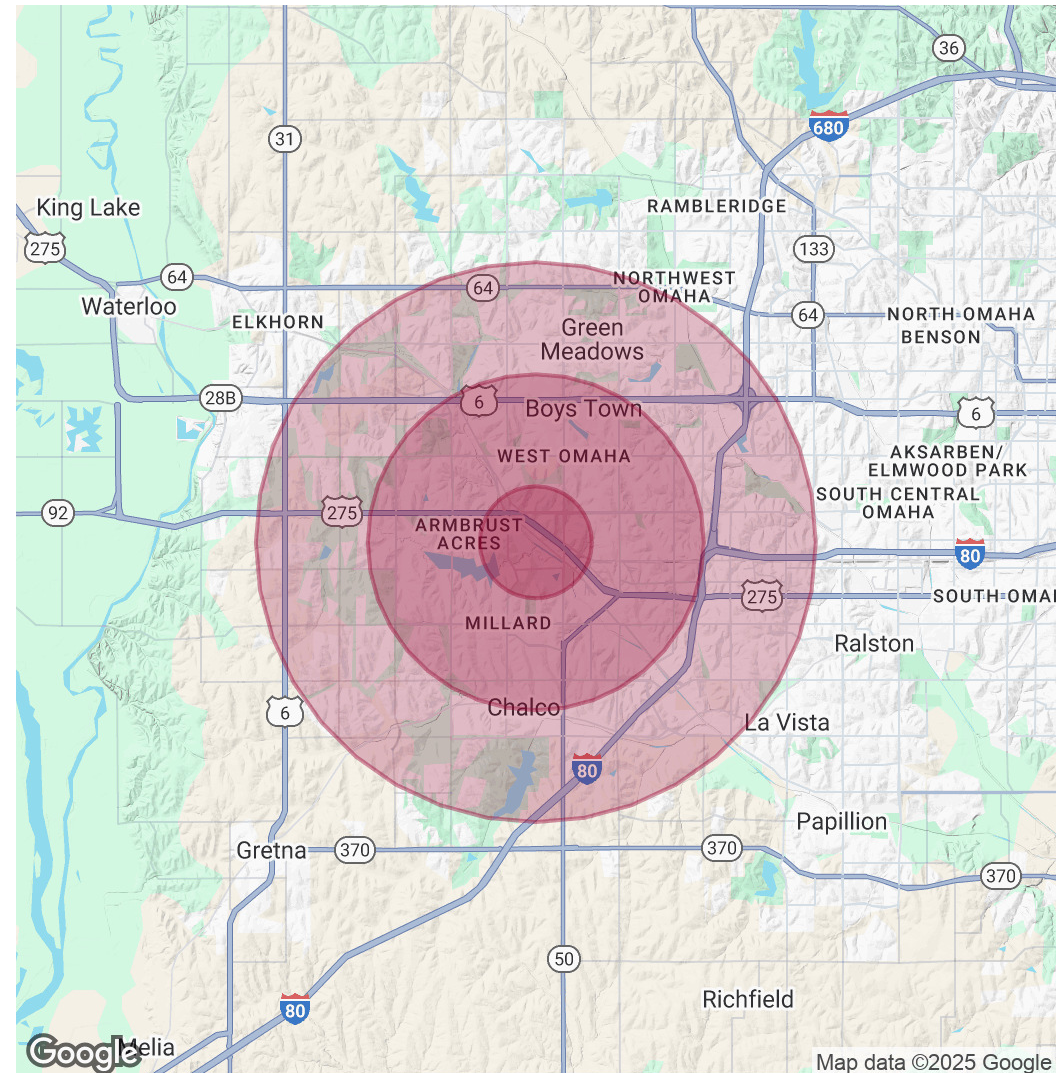 36
680
31
King Lake
RAMBLERIDGE
275
133
64
64
NORTHWEST
OMAHA
Waterloo
ELKHORN
64
NORTH OMAHA
BENSON
Green
Meadows
28B
6
Boys Town
6
WEST OMAHA
AKSARBEN/
ELMWOOD PARK
SOUTH CENTRAL
OMAHA
92
275
ARMBRUST
ACRES
80
275
SOUTH OMA
MILLARD
Ralston
6
Chalco
La Vista
80
Papillion
Gretna
370
370
370
50
Richfield
80
Google
Melia
Map data ©2025 Google